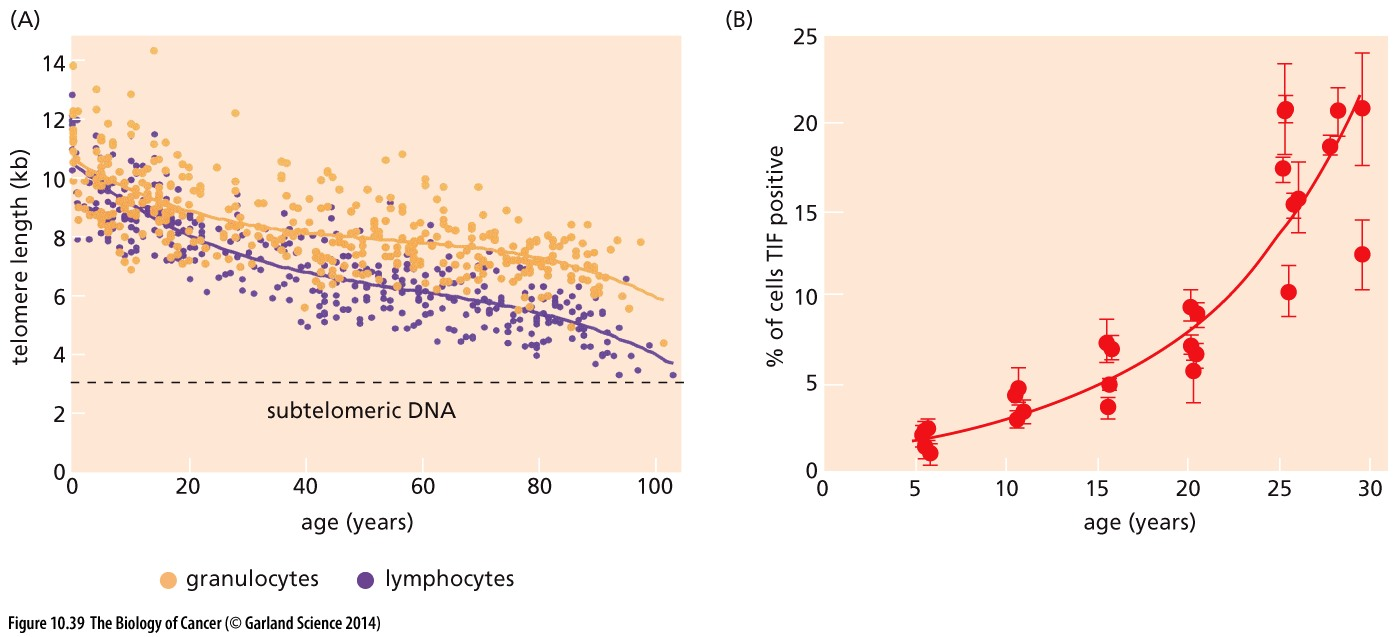 (A)
14
12
10
8
6
4
2
0
telomere length (kb)
subtelomeric DNA
0 20 40 60 80 100
age (years)
granulocytes lymphocytes
(B)
25
20
15
10
5
0
% of cells TIF positive
0 5 10 15 20 25 30
age (years)
Figure 10.39 The Biology of Cancer (© Garland Science 2014)